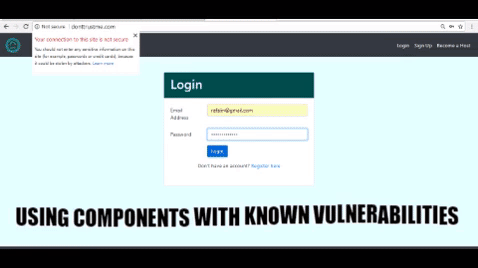 Not secure | donttrustme.com
Your connection to this site is not secure
You should not enter any sensitive information on this site (for example, passwords or credit cards), because it could be stolen by attackers. Learn more
Login Sign Up Become a Host
Login
Email
Address
Password
Login
Don't have an account? Register here
USING COMPONENTS WITH KNOWN VULNERABILITIES